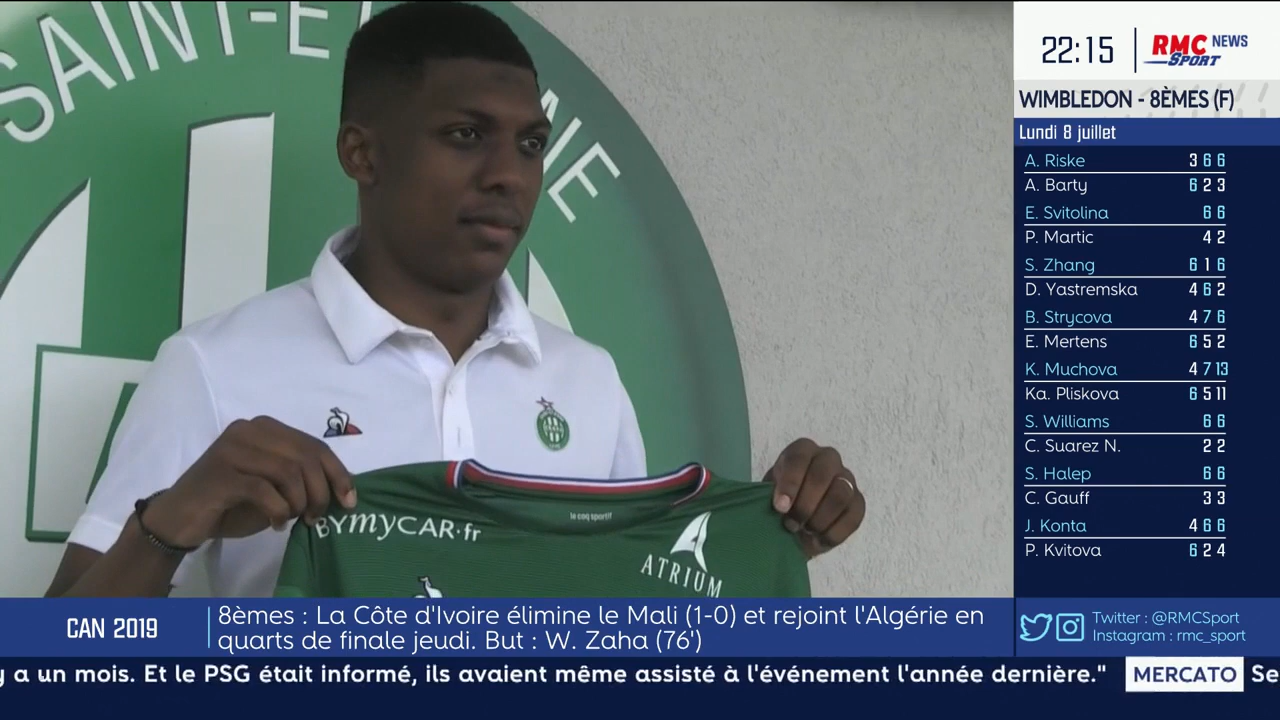 SAINT-E
NE
22:15
RMC SPORT NEWS
WIMBLEDON - 8ÈMES (F)
Lundi 8 juillet
A. Riske 3 6 6
A. Barty 6 2 3
E. Svitolina 6 6
P. Martic 4 2
S. Zhang 6 1 6
D. Yastremska 4 6 2
B. Strycova 4 7 6
E. Mertens 6 5 2
K. Muchova 4 7 13
Ka. Pliskova 6 5 11
S. Williams 6 6
C. Suarez N. 2 2
S. Halep 6 6
C. Gauff 3 3
J. Konta 4 6 6
P. Kvitova 6 2 4
BYmyCAR·fr
le coq sportif
ATRIUM
CAN 2019
8èmes : La Côte d'Ivoire élimine le Mali (1-0) et rejoint l'Algérie en
quarts de finale jeudi. But : W. Zaha (76')
Twitter : @RMCSport
Instagram : rmc_sport
y a un mois. Et le PSG était informé, ils avaient même assisté à l'événement l'année dernière." MERCATO Se